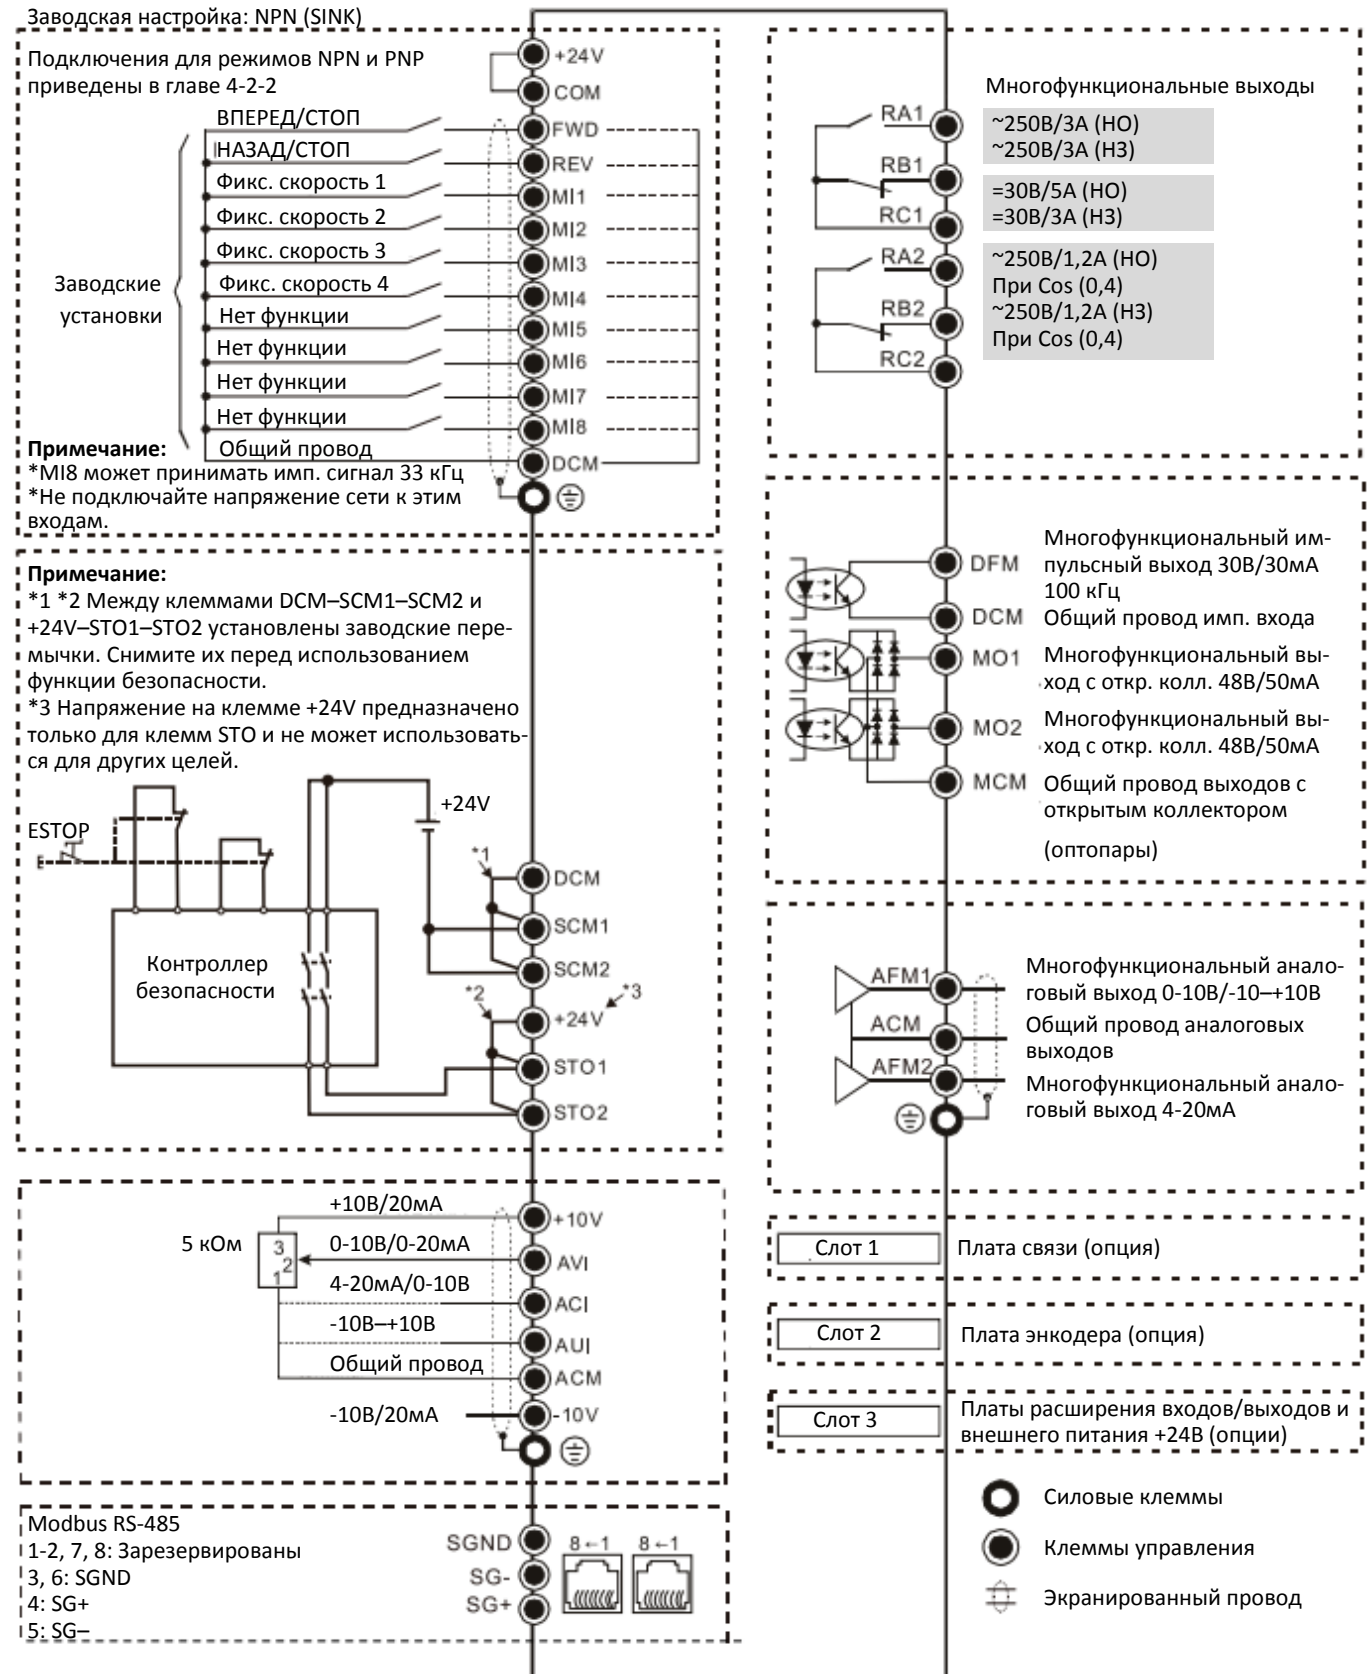 Заводская настройка: NPN (SINK)
Подключения для режимов NPN и PNP
приведены в главе 4-2-2
+24V
COM
ВПЕРЕД/СТОП
FWD
НАЗАД/СТОП
REV
Фикс. скорость 1
MI1
Фикс. скорость 2
MI2
Фикс. скорость 3
MI3
Фикс. скорость 4
MI4
Заводские
установки
Нет функции
MI5
Нет функции
MI6
Нет функции
MI7
Нет функции
MI8
Общий провод
DCM
Примечание:
*MI8 может принимать имп. сигнал 33 кГц
*Не подключайте напряжение сети к этим
входам.
Примечание:
*1 *2 Между клеммами DCM–SCM1–SCM2 и
+24V–STO1–STO2 установлены заводские пере-
мычки. Снимите их перед использованием
функции безопасности.
*3 Напряжение на клемме +24V предназначено
только для клемм STO и не может использовать-
ся для других целей.
+24V
ESTOP
*1
DCM
SCM1
SCM2
Контроллер
безопасности
*2
*3
+24V
STO1
STO2
+10В/20мА
+10V
5 кОм
3
2
1
0-10В/0-20мА
AVI
4-20мА/0-10В
ACI
-10В–+10В
AUI
Общий провод
ACM
-10В/20мА
-10V
Modbus RS-485
1-2, 7, 8: Зарезервированы
3, 6: SGND
4: SG+
5: SG–
SGND
SG-
SG+
8←1
8←1
Многофункциональные выходы
RA1
RB1
RC1
~250В/3А (НО)
~250В/3А (НЗ)
=30В/5А (НО)
=30В/3А (НЗ)
RA2
RB2
RC2
~250В/1,2А (НО)
При Cos (0,4)
~250В/1,2А (НЗ)
При Cos (0,4)
DFM
Многофункциональный им-
пульсный выход 30В/30мА
100 кГц
DCM
Общий провод имп. входа
MO1
Многофункциональный вы-
ход с откр. колл. 48В/50мА
MO2
Многофункциональный вы-
ход с откр. колл. 48В/50мА
MCM
Общий провод выходов с
открытым коллектором
(оптопары)
AFM1
Многофункциональный анало-
говый выход 0-10В/-10–+10В
ACM
Общий провод аналоговых
выходов
AFM2
Многофункциональный анало-
говый выход 4-20мА
Слот 1
Плата связи (опция)
Слот 2
Плата энкодера (опция)
Слот 3
Платы расширения входов/выходов и
внешнего питания +24В (опции)
Силовые клеммы
Клеммы управления
Экранированный провод